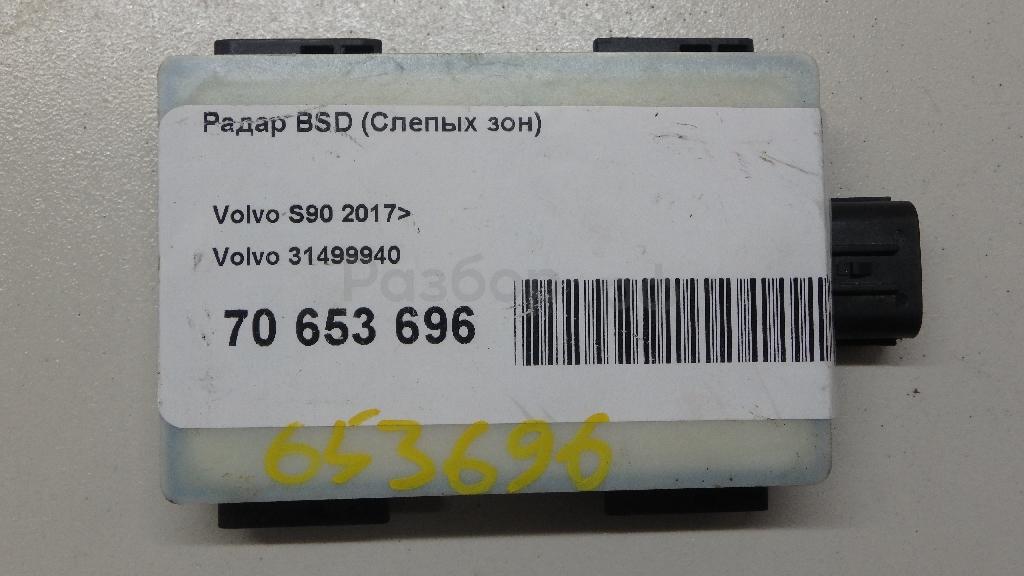 Радар BSD (Слепых зон)
Volvo S90 2017>
Volvo 31499940
70 653 696
653696